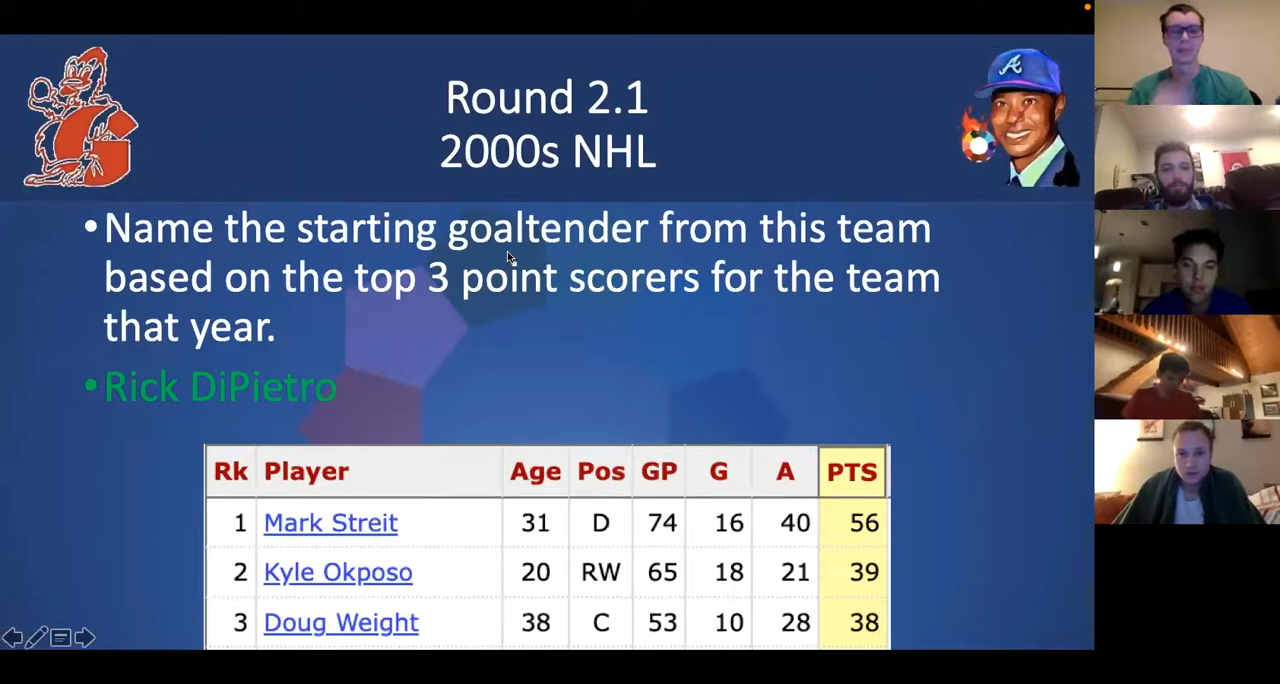 Round 2.1
2000s NHL
A
•Name the starting goaltender from this team
based on the top 3 point scorers for the team
that year.
•Rick DiPietro
Rk Player Age Pos GP G A PTS
1 Mark Streit 31 D 74 16 40 56
2 Kyle Okposo 20 RW 65 18 21 39
3 Doug Weight 38 C 53 10 28 38